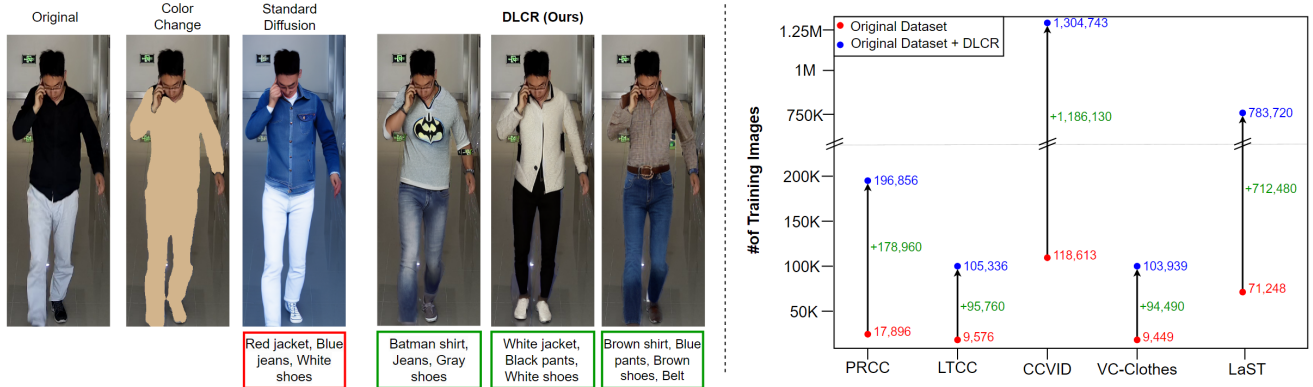 Original
Color
Change
Standard
Diffusion
DLCR (Ours)
Red jacket, Blue
jeans, White
shoes
Batman shirt,
Jeans, Gray
shoes
White jacket,
Black pants,
White shoes
Brown shirt, Blue
pants, Brown
shoes, Belt
#of Training Images
Original Dataset
Original Dataset + DLCR
1.25M
1M
750K
200K
150K
100K
50K
196,856
+178,960
17,896
105,336
+95,760
9,576
1,304,743
+1,186,130
118,613
103,939
+94,490
9,449
783,720
+712,480
71,248
PRCC
LTCC
CCVID
VC-Clothes
LaST